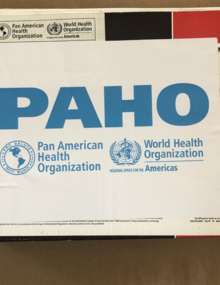 Pan American
Health
Organization
World Health
Organization
Americas
PAHO
Pan American
Health
Organization
World Health
Organization
REGIONAL OFFICE FOR THE Americas